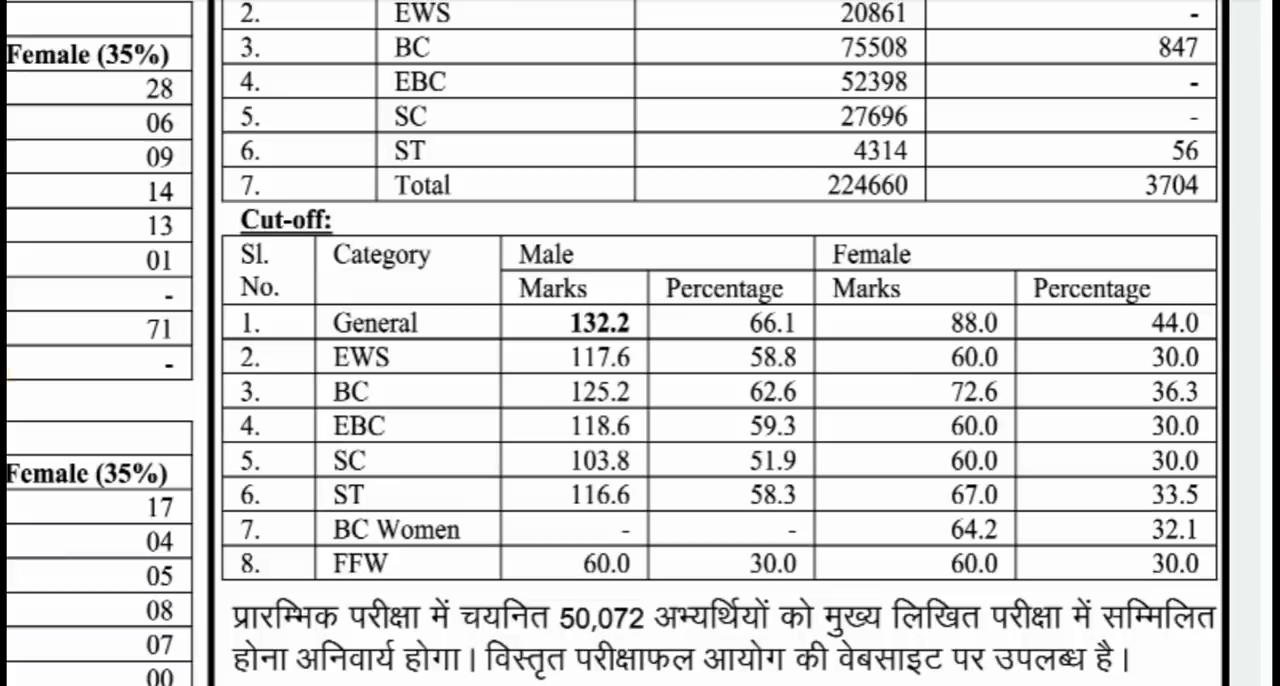 Female (35%)
28
06
09
14
13
01
-
71
-
Female (35%)
17
04
05
08
07
00
2. EWS 20861 -
3. BC 75508 847
4. EBC 52398 -
5. SC 27696 -
6. ST 4314 56
7. Total 224660 3704
Cut-off:
Sl. No. Category Male Female
Marks Percentage Marks Percentage
1. General 132.2 66.1 88.0 44.0
2. EWS 117.6 58.8 60.0 30.0
3. BC 125.2 62.6 72.6 36.3
4. EBC 118.6 59.3 60.0 30.0
5. SC 103.8 51.9 60.0 30.0
6. ST 116.6 58.3 67.0 33.5
7. BC Women - - 64.2 32.1
8. FFW 60.0 30.0 60.0 30.0
प्रारम्भिक परीक्षा में चयनित 50,072 अभ्यर्थियों को मुख्य लिखित परीक्षा में सम्मिलित
होना अनिवार्य होगा। विस्तृत परीक्षाफल आयोग की वेबसाइट पर उपलब्ध है।